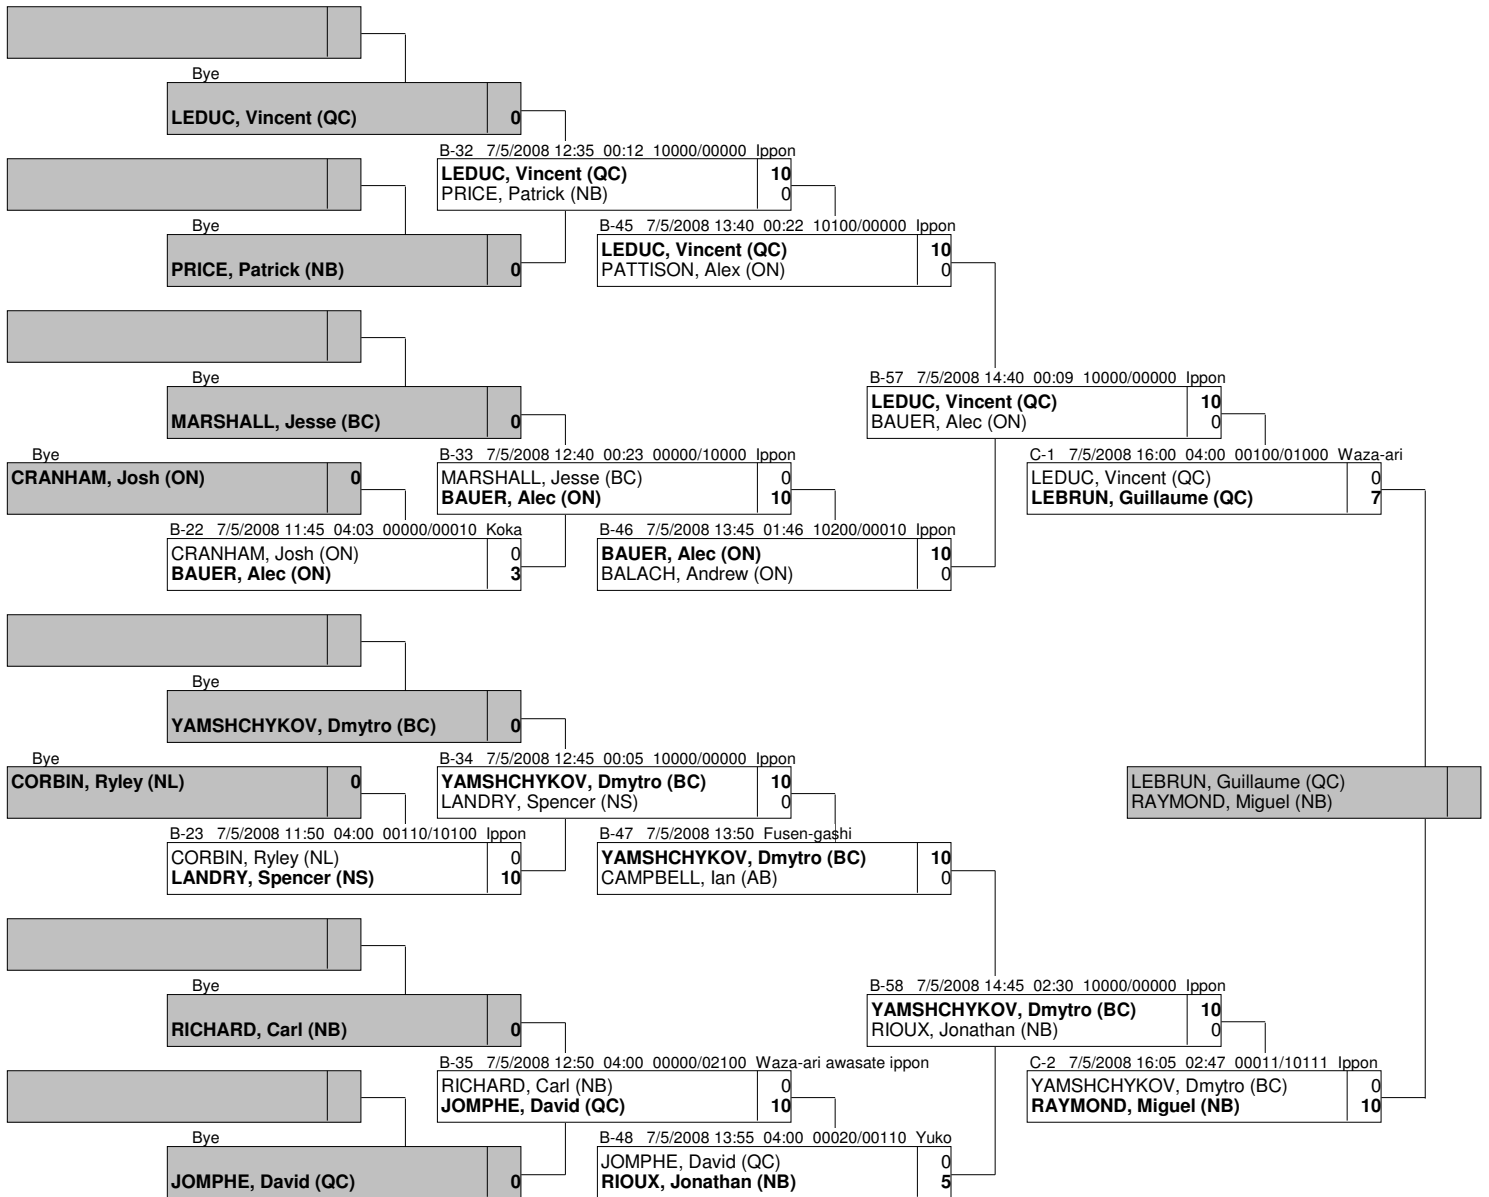 Bye
LEDUC, Vincent (QC) 0
B-32 7/5/2008 12:35 00:12 10000/00000 Ippon
LEDUC, Vincent (QC) 10
PRICE, Patrick (NB) 0
Bye
PRICE, Patrick (NB) 0
B-45 7/5/2008 13:40 00:22 10100/00000 Ippon
LEDUC, Vincent (QC) 10
PATTISON, Alex (ON) 0
Bye
MARSHALL, Jesse (BC) 0
B-57 7/5/2008 14:40 00:09 10000/00000 Ippon
LEDUC, Vincent (QC) 10
BAUER, Alec (ON) 0
Bye
CRANHAM, Josh (ON) 0
B-33 7/5/2008 12:40 00:23 00000/10000 Ippon
MARSHALL, Jesse (BC) 0
BAUER, Alec (ON) 10
C-1 7/5/2008 16:00 04:00 00100/01000 Waza-ari
LEDUC, Vincent (QC) 0
LEBRUN, Guillaume (QC) 7
B-22 7/5/2008 11:45 04:03 00000/00010 Koka
CRANHAM, Josh (ON) 0
BAUER, Alec (ON) 3
B-46 7/5/2008 13:45 01:46 10200/00010 Ippon
BAUER, Alec (ON) 10
BALACH, Andrew (ON) 0
Bye
YAMSHCHYKOV, Dmytro (BC) 0
Bye
CORBIN, Ryley (NL) 0
B-34 7/5/2008 12:45 00:05 10000/00000 Ippon
YAMSHCHYKOV, Dmytro (BC) 10
LANDRY, Spencer (NS) 0
LEBRUN, Guillaume (QC)
RAYMOND, Miguel (NB)
B-23 7/5/2008 11:50 04:00 00110/10100 Ippon
CORBIN, Ryley (NL) 0
LANDRY, Spencer (NS) 10
B-47 7/5/2008 13:50 Fusen-gashi
YAMSHCHYKOV, Dmytro (BC) 10
CAMPBELL, Ian (AB) 0
Bye
RICHARD, Carl (NB) 0
B-58 7/5/2008 14:45 02:30 10000/00000 Ippon
YAMSHCHYKOV, Dmytro (BC) 10
RIOUX, Jonathan (NB) 0
B-35 7/5/2008 12:50 04:00 00000/02100 Waza-ari awasate ippon
RICHARD, Carl (NB) 0
JOMPHE, David (QC) 10
C-2 7/5/2008 16:05 02:47 00011/10111 Ippon
YAMSHCHYKOV, Dmytro (BC) 0
RAYMOND, Miguel (NB) 10
Bye
JOMPHE, David (QC) 0
B-48 7/5/2008 13:55 04:00 00020/00110 Yuko
JOMPHE, David (QC) 0
RIOUX, Jonathan (NB) 5